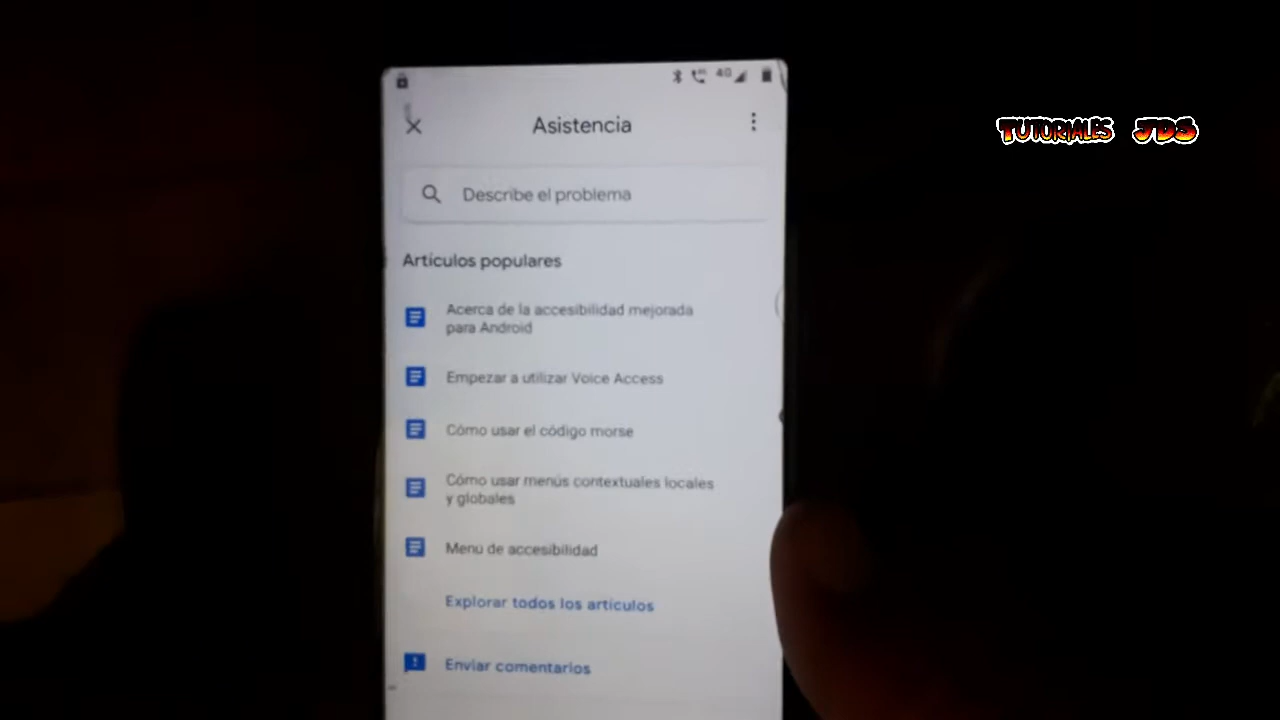 4G
Asistencia
TUTORIALES JDS
Describe el problema
Artículos populares
Acerca de la accesibilidad mejorada
para Android
Empezar a utilizar Voice Access
Cómo usar el código morse
Cómo usar menús contextuales locales
y globales
Menú de accesibilidad
Explorar todos los artículos
Enviar comentarios